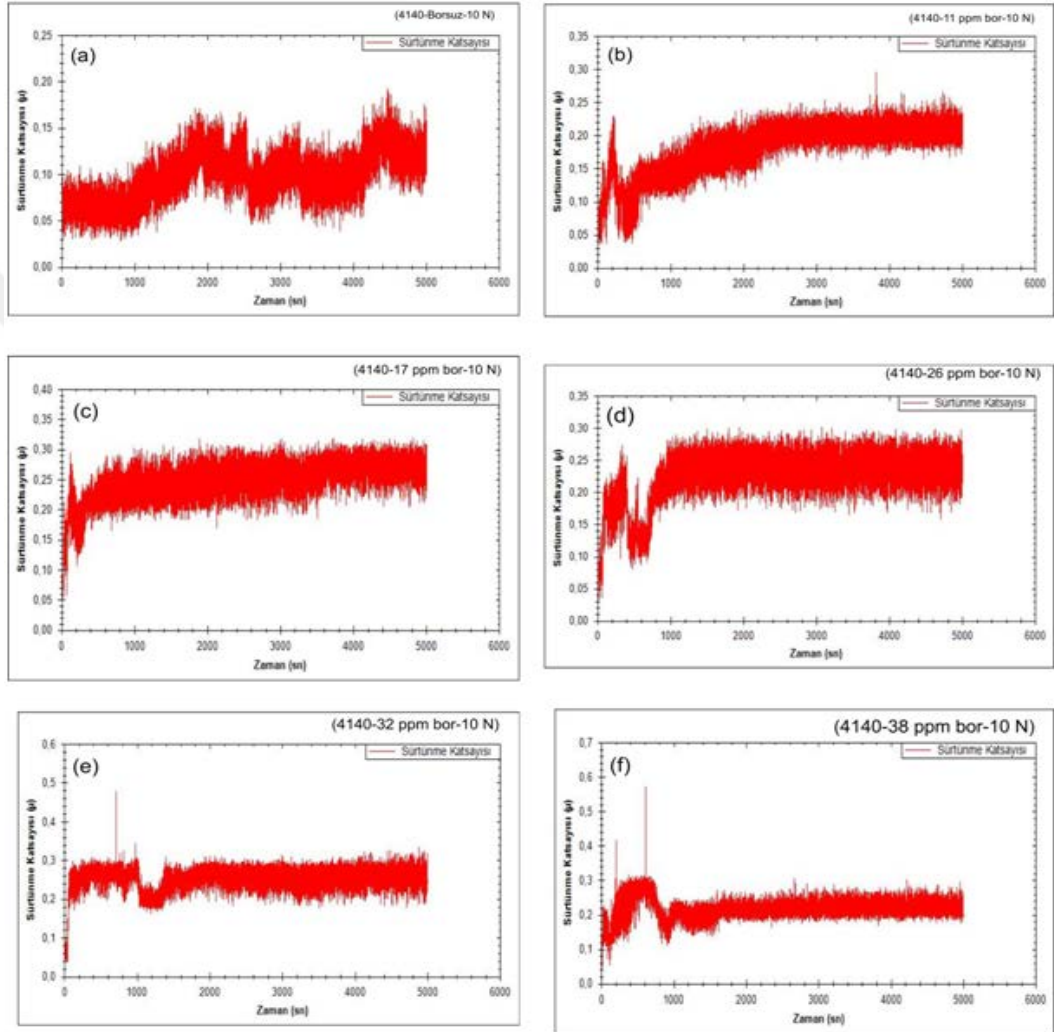 (4140-Borsuz-10 N)
Sürtünme Katsayısı
(a)
0,25
0,20
0,15
0,10
0,05
0,00
Sürtünme Katsayısı (μ)
0 1000 2000 3000 4000 5000 6000
Zaman (sn)
(4140-11 ppm bor-10 N)
Sürtünme Katsayısı
(b)
0,35
0,30
0,25
0,20
0,15
0,10
0,05
0,00
Sürtünme Katsayısı (μ)
0 1000 2000 3000 4000 5000 6000
Zaman (sn)
(4140-17 ppm bor-10 N)
Sürtünme Katsayısı
(c)
0,40
0,35
0,30
0,25
0,20
0,15
0,10
0,05
0,00
Sürtünme Katsayısı (μ)
0 1000 2000 3000 4000 5000 6000
Zaman (sn)
(4140-26 ppm bor-10 N)
Sürtünme Katsayısı
(d)
0,35
0,30
0,25
0,20
0,15
0,10
0,05
0,00
Sürtünme Katsayısı (μ)
0 1000 2000 3000 4000 5000 6000
Zaman (sn)
(4140-32 ppm bor-10 N)
Sürtünme Katsayısı
(e)
0,6
0,5
0,4
0,3
0,2
0,1
0,0
Sürtünme Katsayısı (μ)
0 1000 2000 3000 4000 5000 6000
Zaman (sn)
(4140-38 ppm bor-10 N)
Sürtünme Katsayısı
(f)
0,7
0,6
0,5
0,4
0,3
0,2
0,1
0,0
Sürtünme Katsayısı (μ)
0 1000 2000 3000 4000 5000 6000
Zaman (sn)